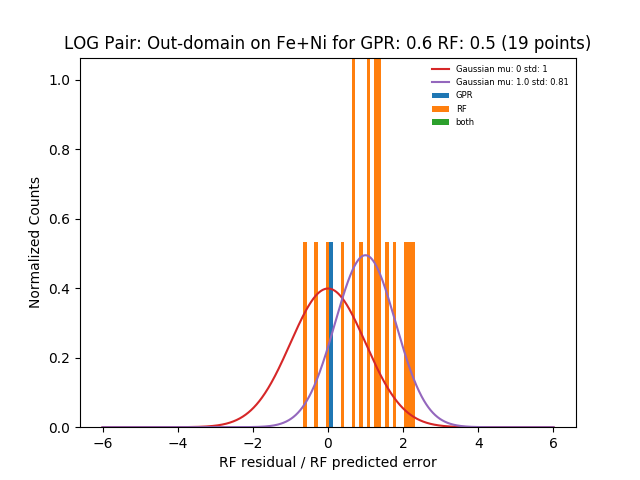 LOG Pair: Out-domain on Fe+Ni for GPR: 0.6 RF: 0.5 (19 points)
Gaussian mu: 0 std: 1
Gaussian mu: 1.0 std: 0.81
GPR
RF
both
Normalized Counts
1.0
0.8
0.6
0.4
0.2
0.0
−6 −4 −2 0 2 4 6
RF residual / RF predicted error